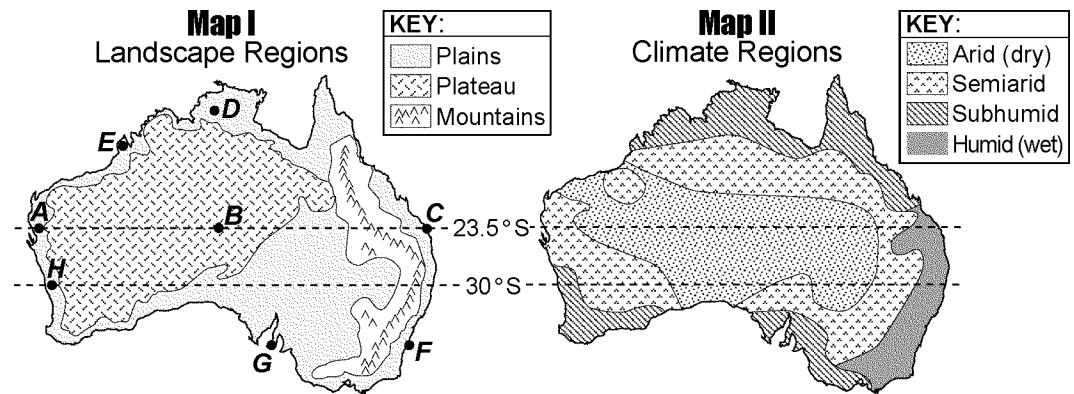 Map I
Landscape Regions
KEY:
Plains
Plateau
Mountains
D
E
A
B
C
H
G
F
23.5°S
30°S
Map II
Climate Regions
KEY:
Arid (dry)
Semiarid
Subhumid
Humid (wet)